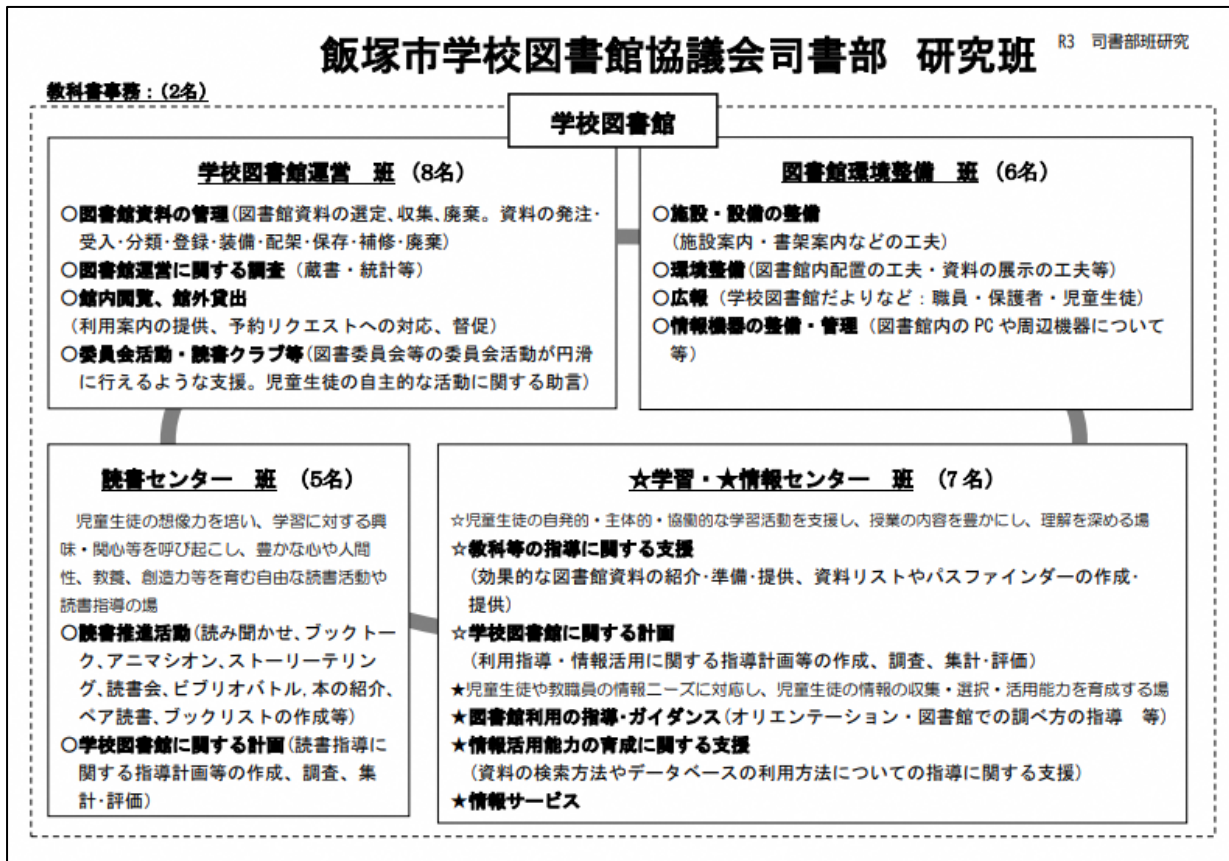 飯塚市学校図書館協議会司書部 研究班
R3 司書部班研究
教科書事務:(2名)
学校図書館
学校図書館運営 班 (8名)
○図書館資料の管理(図書館資料の選定、収集、廃棄。資料の発注・
受入・分類・登録・装備・配架・保存・補修・廃棄)
○図書館運営に関する調査 (蔵書・統計等)
○館内閲覧、館外貸出
(利用案内の提供、予約リクエストへの対応、督促)
○委員会活動・読書クラブ等(図書委員会等の委員会活動が円滑
に行えるような支援。児童生徒の自主的な活動に関する助言)
図書館環境整備 班 (6名)
○施設・設備の整備
(施設案内・書架案内などの工夫)
○環境整備(図書館内配置の工夫・資料の展示の工夫等)
○広報 (学校図書館だよりなど:職員・保護者・児童生徒)
○情報機器の整備・管理 (図書館内の PC や周辺機器について
等)
読書センター 班 (5名)
児童生徒の想像力を培い、学習に対する興
味・関心等を呼び起こし、豊かな心や人間
性、教養、創造力等を育む自由な読書活動や
読書指導の場
○読書推進活動(読み聞かせ、ブックトー
ク、アニマシオン、ストーリーテリン
グ、読書会、ビブリオバトル,本の紹介、
ペア読書、ブックリストの作成等)
○学校図書館に関する計画(読書指導に
関する指導計画等の作成、調査、集
計・評価)
☆学習・★情報センター 班 (7名)
☆児童生徒の自発的・主体的・協働的な学習活動を支援し、授業の内容を豊かにし、理解を深める場
☆教科等の指導に関する支援
(効果的な図書館資料の紹介・準備・提供、資料リストやパスファインダーの作成・
提供)
☆学校図書館に関する計画
(利用指導・情報活用に関する指導計画等の作成、調査、集計・評価)
★児童生徒や教職員の情報ニーズに対応し、児童生徒の情報の収集・選択・活用能力を育成する場
★図書館利用の指導・ガイダンス(オリエンテーション・図書館での調べ方の指導 等)
★情報活用能力の育成に関する支援
(資料の検索方法やデータベースの利用方法についての指導に関する支援)
★情報サービス